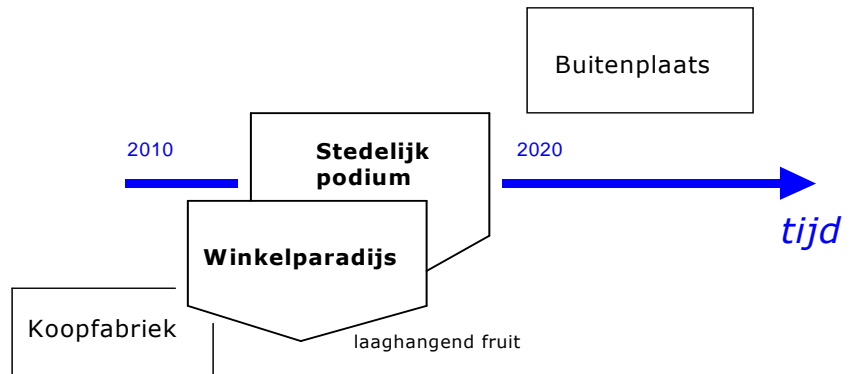 Buitenplaats
2010
Stedelijk
podium
2020
tijd
Winkelparadijs
Koopfabriek
laaghangend fruit